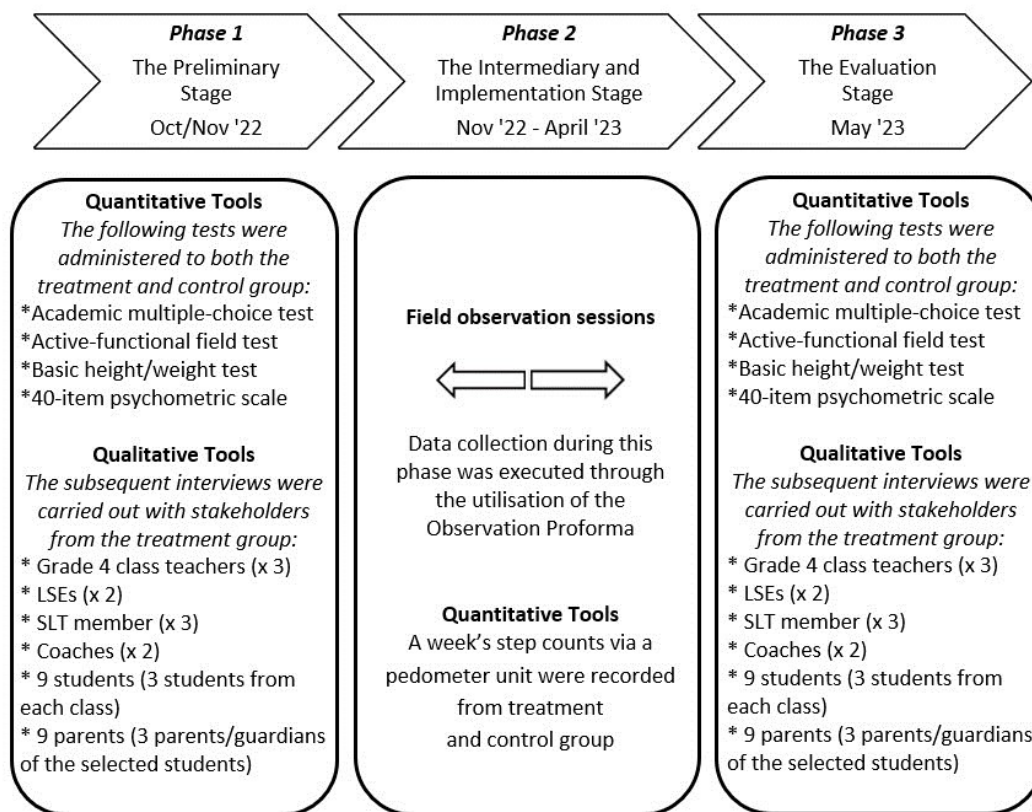 Phase 1
The Preliminary
Stage
Oct/Nov '22
Phase 2
The Intermediary and
Implementation Stage
Nov '22 - April '23
Phase 3
The Evaluation
Stage
May '23
Quantitative Tools
The following tests were
administered to both the
treatment and control group:
*Academic multiple-choice test
*Active-functional field test
*Basic height/weight test
*40-item psychometric scale
Qualitative Tools
The subsequent interviews were
carried out with stakeholders
from the treatment group:
* Grade 4 class teachers (x 3)
* LSEs (x 2)
* SLT member (x 3)
* Coaches (x 2)
* 9 students (3 students from
each class)
* 9 parents (3 parents/guardians
of the selected students)
Field observation sessions
Data collection during this
phase was executed through
the utilisation of the
Observation Proforma
Quantitative Tools
A week's step counts via a
pedometer unit were recorded
from treatment
and control group
Quantitative Tools
The following tests were
administered to both the
treatment and control group:
*Academic multiple-choice test
*Active-functional field test
*Basic height/weight test
*40-item psychometric scale
Qualitative Tools
The subsequent interviews were
carried out with stakeholders
from the treatment group:
* Grade 4 class teachers (x 3)
* LSEs (x 2)
* SLT member (x 3)
* Coaches (x 2)
* 9 students (3 students from
each class)
* 9 parents (3 parents/guardians
of the selected students)